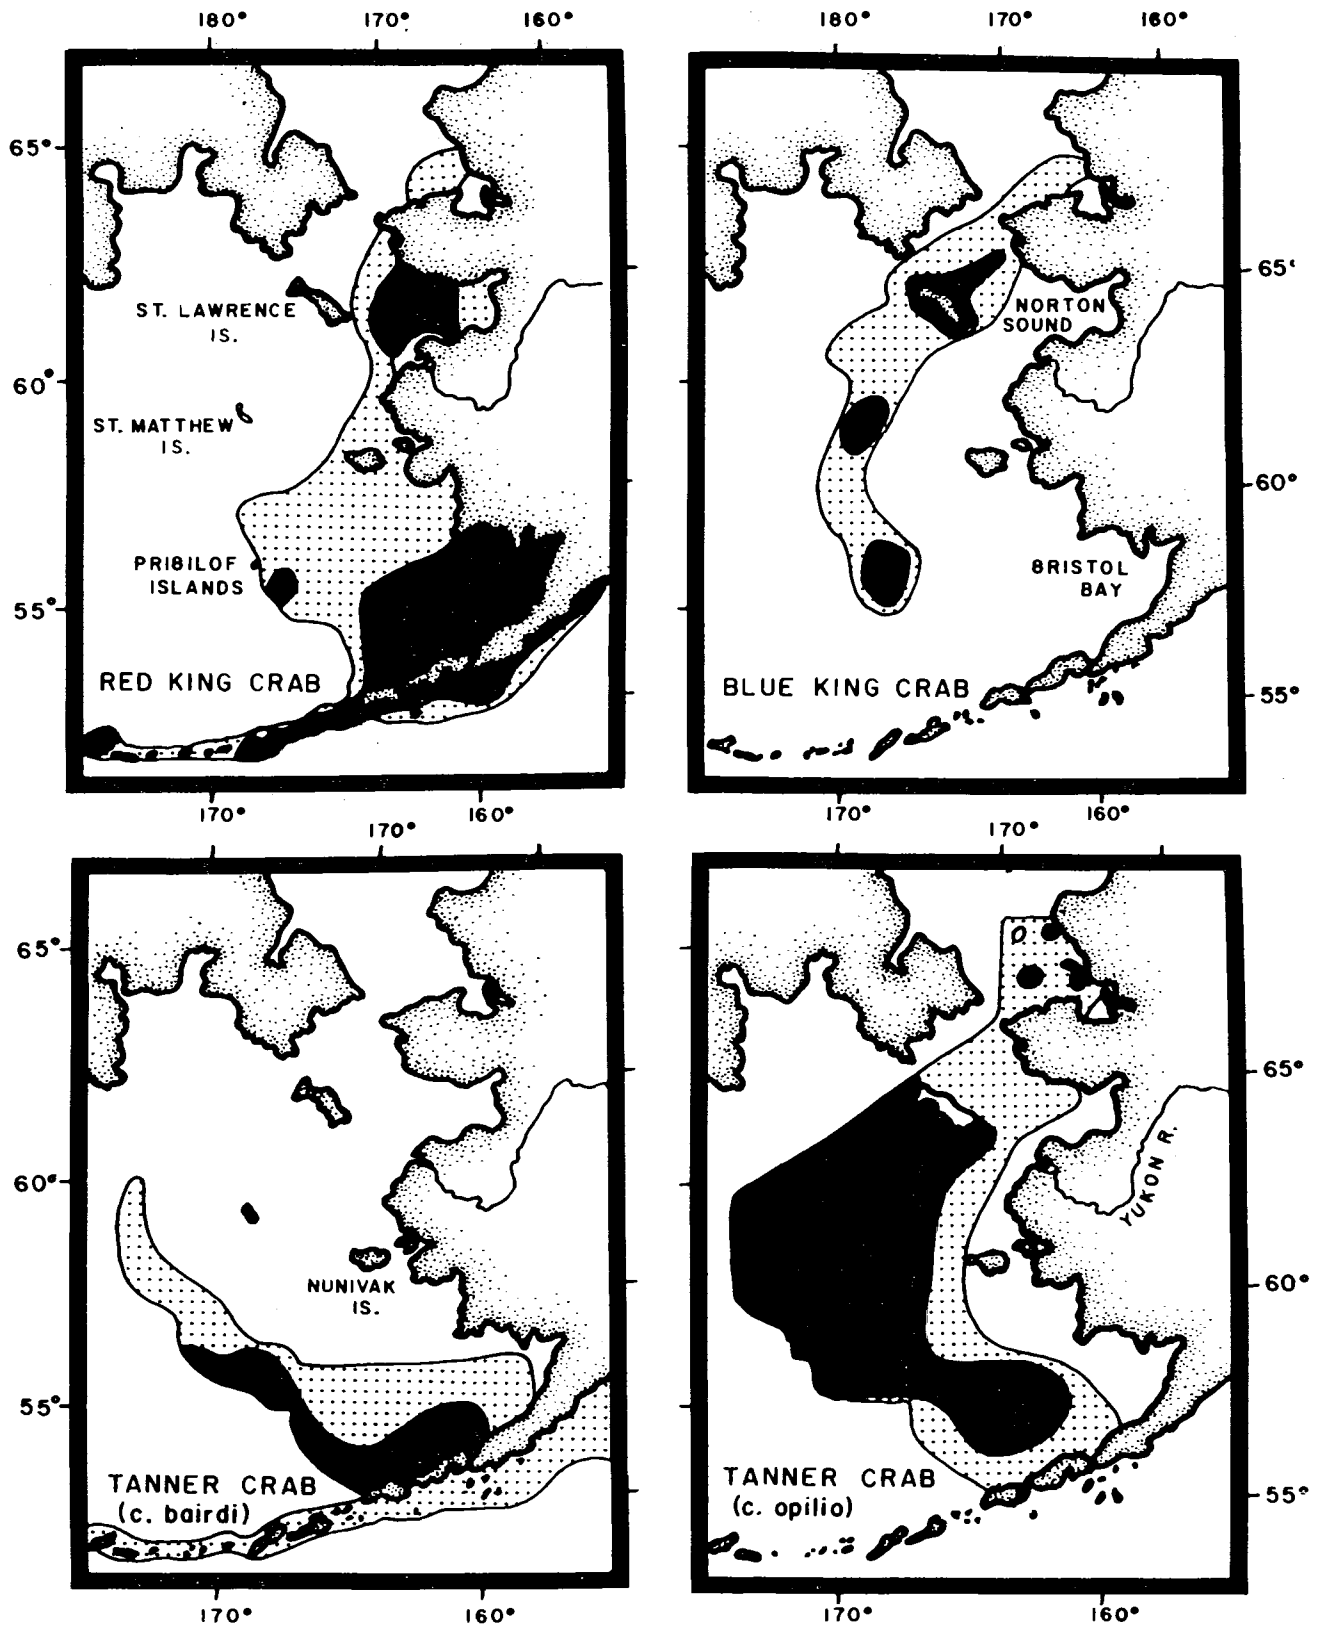 180° 170° 160°
180° 170° 160°
65°
ST. LAWRENCE
IS.
60°
ST. MATTHEW
IS.
PRIBILOF
ISLANDS
55°
RED KING CRAB
65°
NORTON
SOUND
60°
BRISTOL
BAY
BLUE KING CRAB
55°
170° 160°
170° 160°
170°
170°
65°
60°
NUNIVAK
IS.
55°
TANNER CRAB
(c. bairdi)
65°
YUKON R.
60°
TANNER CRAB
(c. opilio)
55°
170° 160°
170° 160°